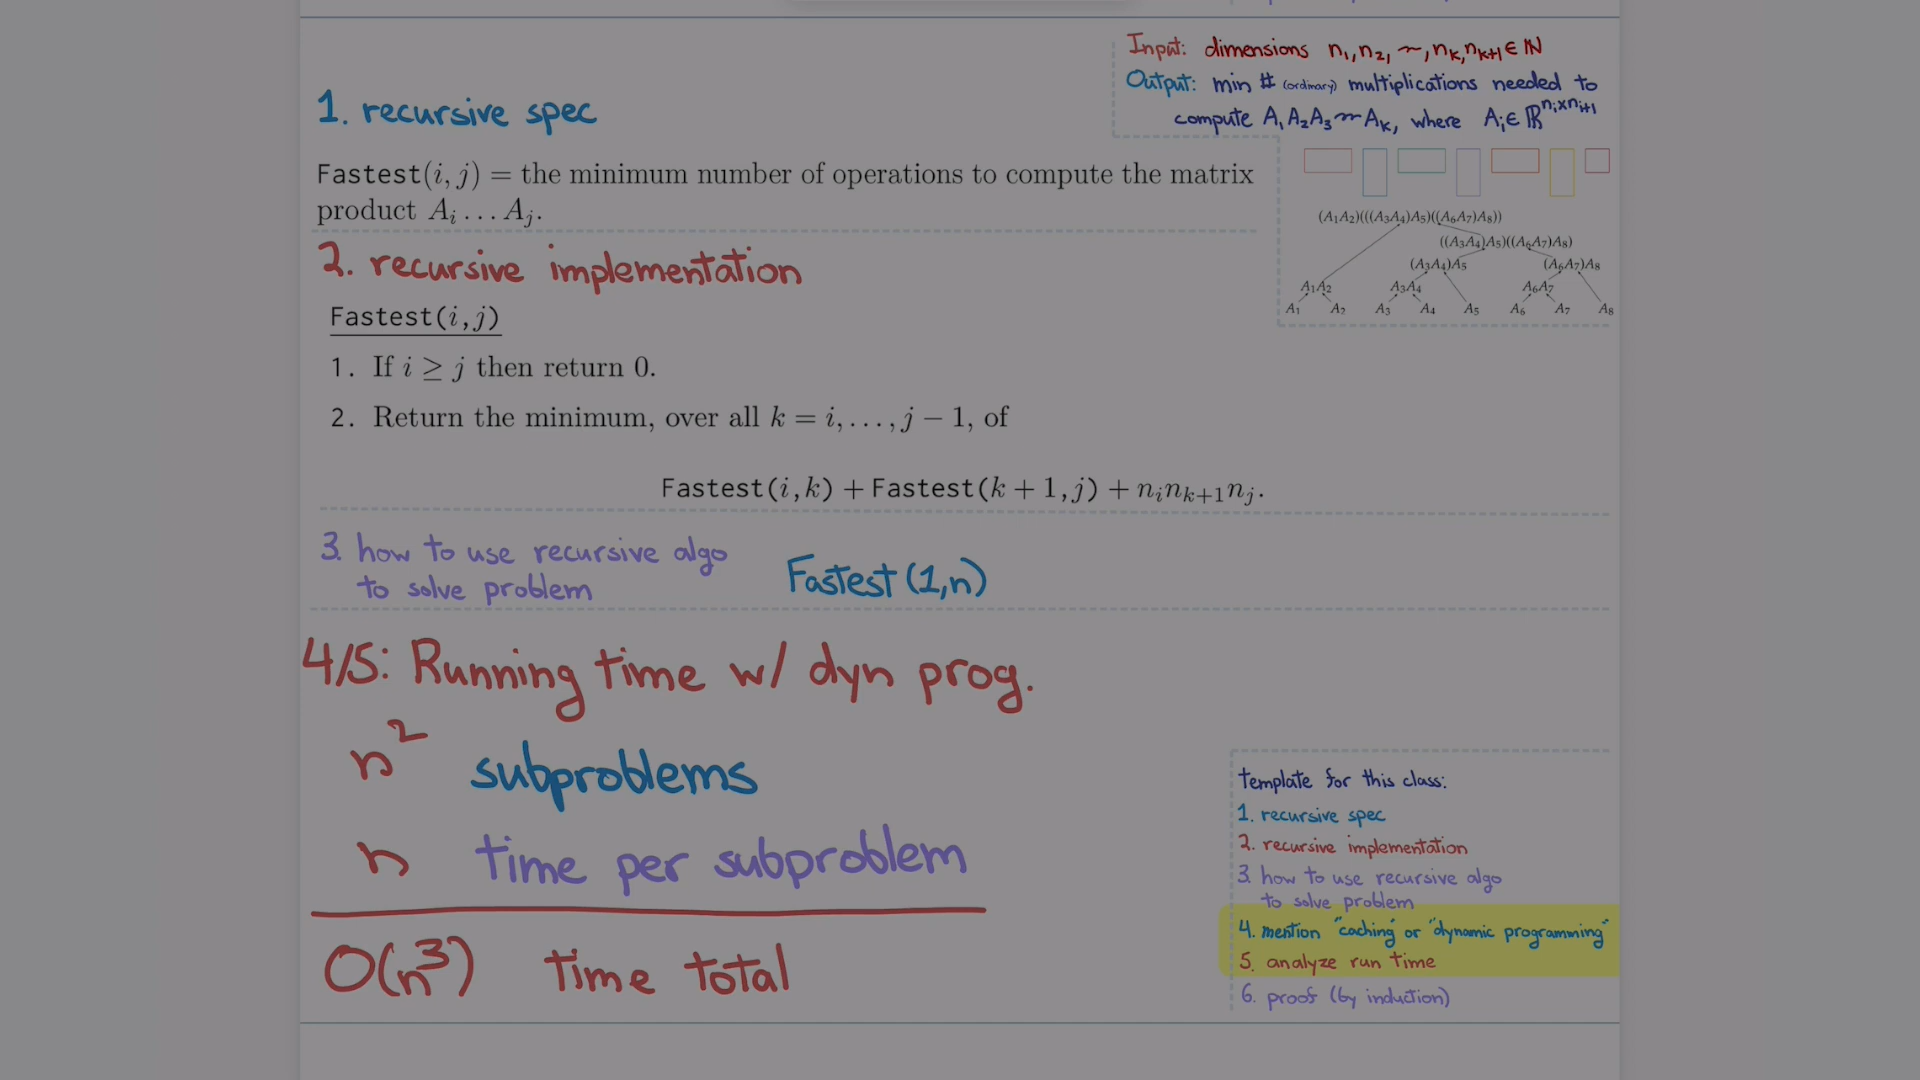 Input: dimensions n₁, n₂, ~, nₖ, nₖ₊₁ ∈ ℕ
Output: min # (ordinary) multiplications needed to
compute A₁A₂A₃~Aₖ, where Aᵢ ∈ ℝ^{nᵢ×nᵢ₊₁}
1. recursive spec
Fastest(i, j) = the minimum number of operations to compute the matrix
product Aᵢ ... Aⱼ.
(A₁A₂)(((A₃A₄)A₅)((A₆A₇)A₈))
((A₃A₄)A₅)((A₆A₇)A₈)
(A₃A₄)A₅ (A₆A₇)A₈
A₁A₂ A₃A₄ A₆A₇
A₁ A₂ A₃ A₄ A₅ A₆ A₇ A₈
2. recursive implementation
Fastest(i,j)
1. If i ≥ j then return 0.
2. Return the minimum, over all k = i, ..., j − 1, of
Fastest(i,k) + Fastest(k + 1,j) + nᵢnₖ₊₁nⱼ.
3. how to use recursive algo
to solve problem
Fastest (1,n)
4/5: Running time w/ dyn prog.
n² subproblems
n time per subproblem
O(n³) time total
template for this class:
1. recursive spec
2. recursive implementation
3. how to use recursive algo
to solve problem
4. mention "caching" or "dynamic programming"
5. analyze run time
6. proof (by induction)